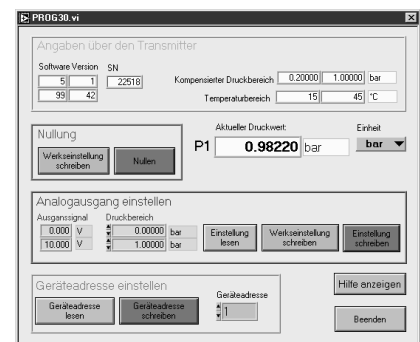 PROG30.vi
Angaben über den Transmitter
Software Version SN
5 1 22518
99 42
Kompensierter Druckbereich 0.20000 1.00000 bar
Temperaturbereich 15 45 °C
Nullung
Werkseinstellung schreiben
Nullen
Aktueller Druckwert:
P1 0.98220 bar
Einheit
bar
Analogausgang einstellen
Ausganssignal Druckbereich
0.000 V 0.00000 bar
10.000 V 1.00000 bar
Einstellung lesen
Werkseinstellung schreiben
Einstellung schreiben
Geräteadresse einstellen
Geräteadresse lesen
Geräteadresse schreiben
Geräteadresse
1
Hilfe anzeigen
Beenden